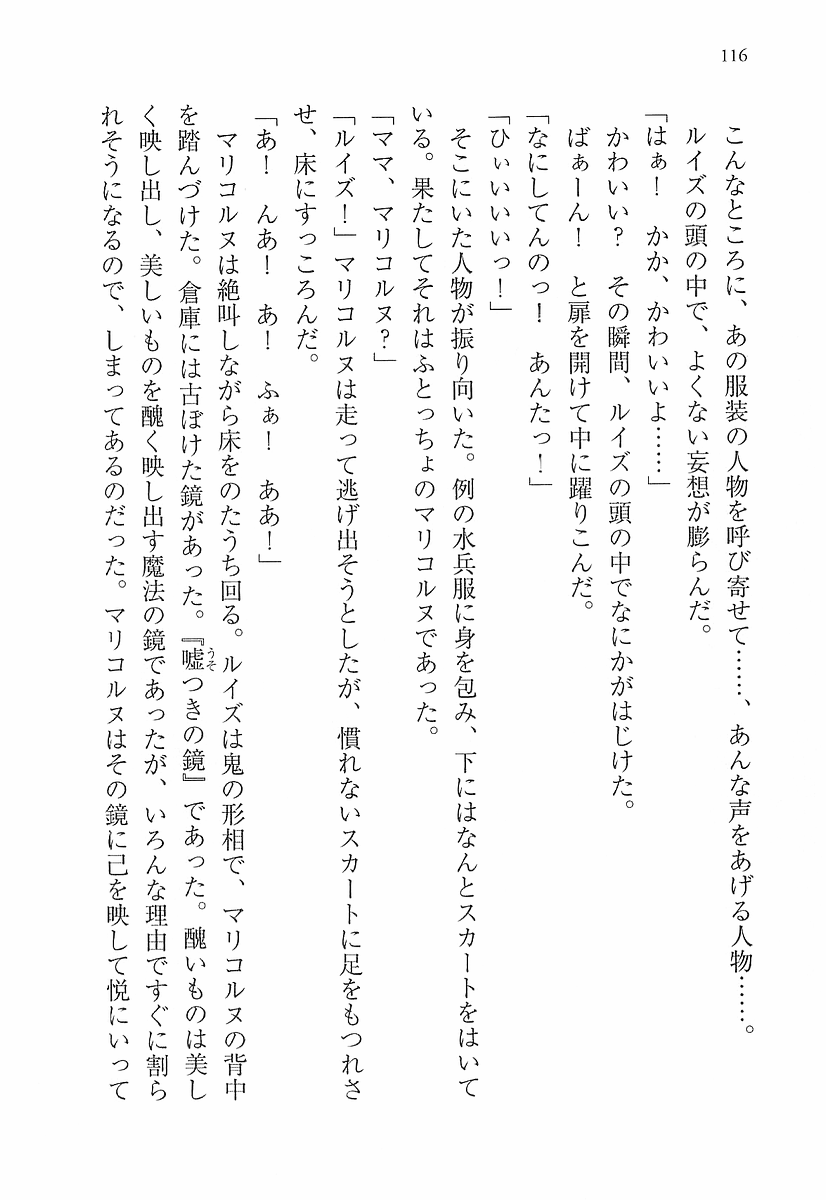 116
こんなところに、あの服装の人物を呼び寄せて……、あんな声をあげる人物……。
ルイズの頭の中で、よくない妄想が膨らんだ。
「はぁ！　かか、かわいいよ……」
かわいい？　その瞬間、ルイズの頭の中でなにかがはじけた。
ばぁーん！　と扉を開けて中に躍りこんだ。
「なにしてんのっ！　あんたっ！」
「ひぃいいいっ！」
そこにいた人物が振り向いた。例の水兵服に身を包み、下にはなんとスカートをはいて
いる。果たしてそれはふとっちょのマリコルヌであった。
「ママ、マリコルヌ？」
「ルイズ！」マリコルヌは走って逃げ出そうとしたが、慣れないスカートに足をもつれさ
せ、床にすっころんだ。
「あ！　んあ！　あ！　ふぁ！　ああ！」
マリコルヌは絶叫しながら床をのたうち回る。ルイズは鬼の形相で、マリコルヌの背中
を踏んづけた。倉庫には古ぼけた鏡があった。『嘘つきの鏡』であった。醜いものは美し
く映し出し、美しいものを醜く映し出す魔法の鏡であったが、いろんな理由ですぐに割ら
れそうになるので、しまってあるのだった。マリコルヌはその鏡に己を映して悦にいって
うそ